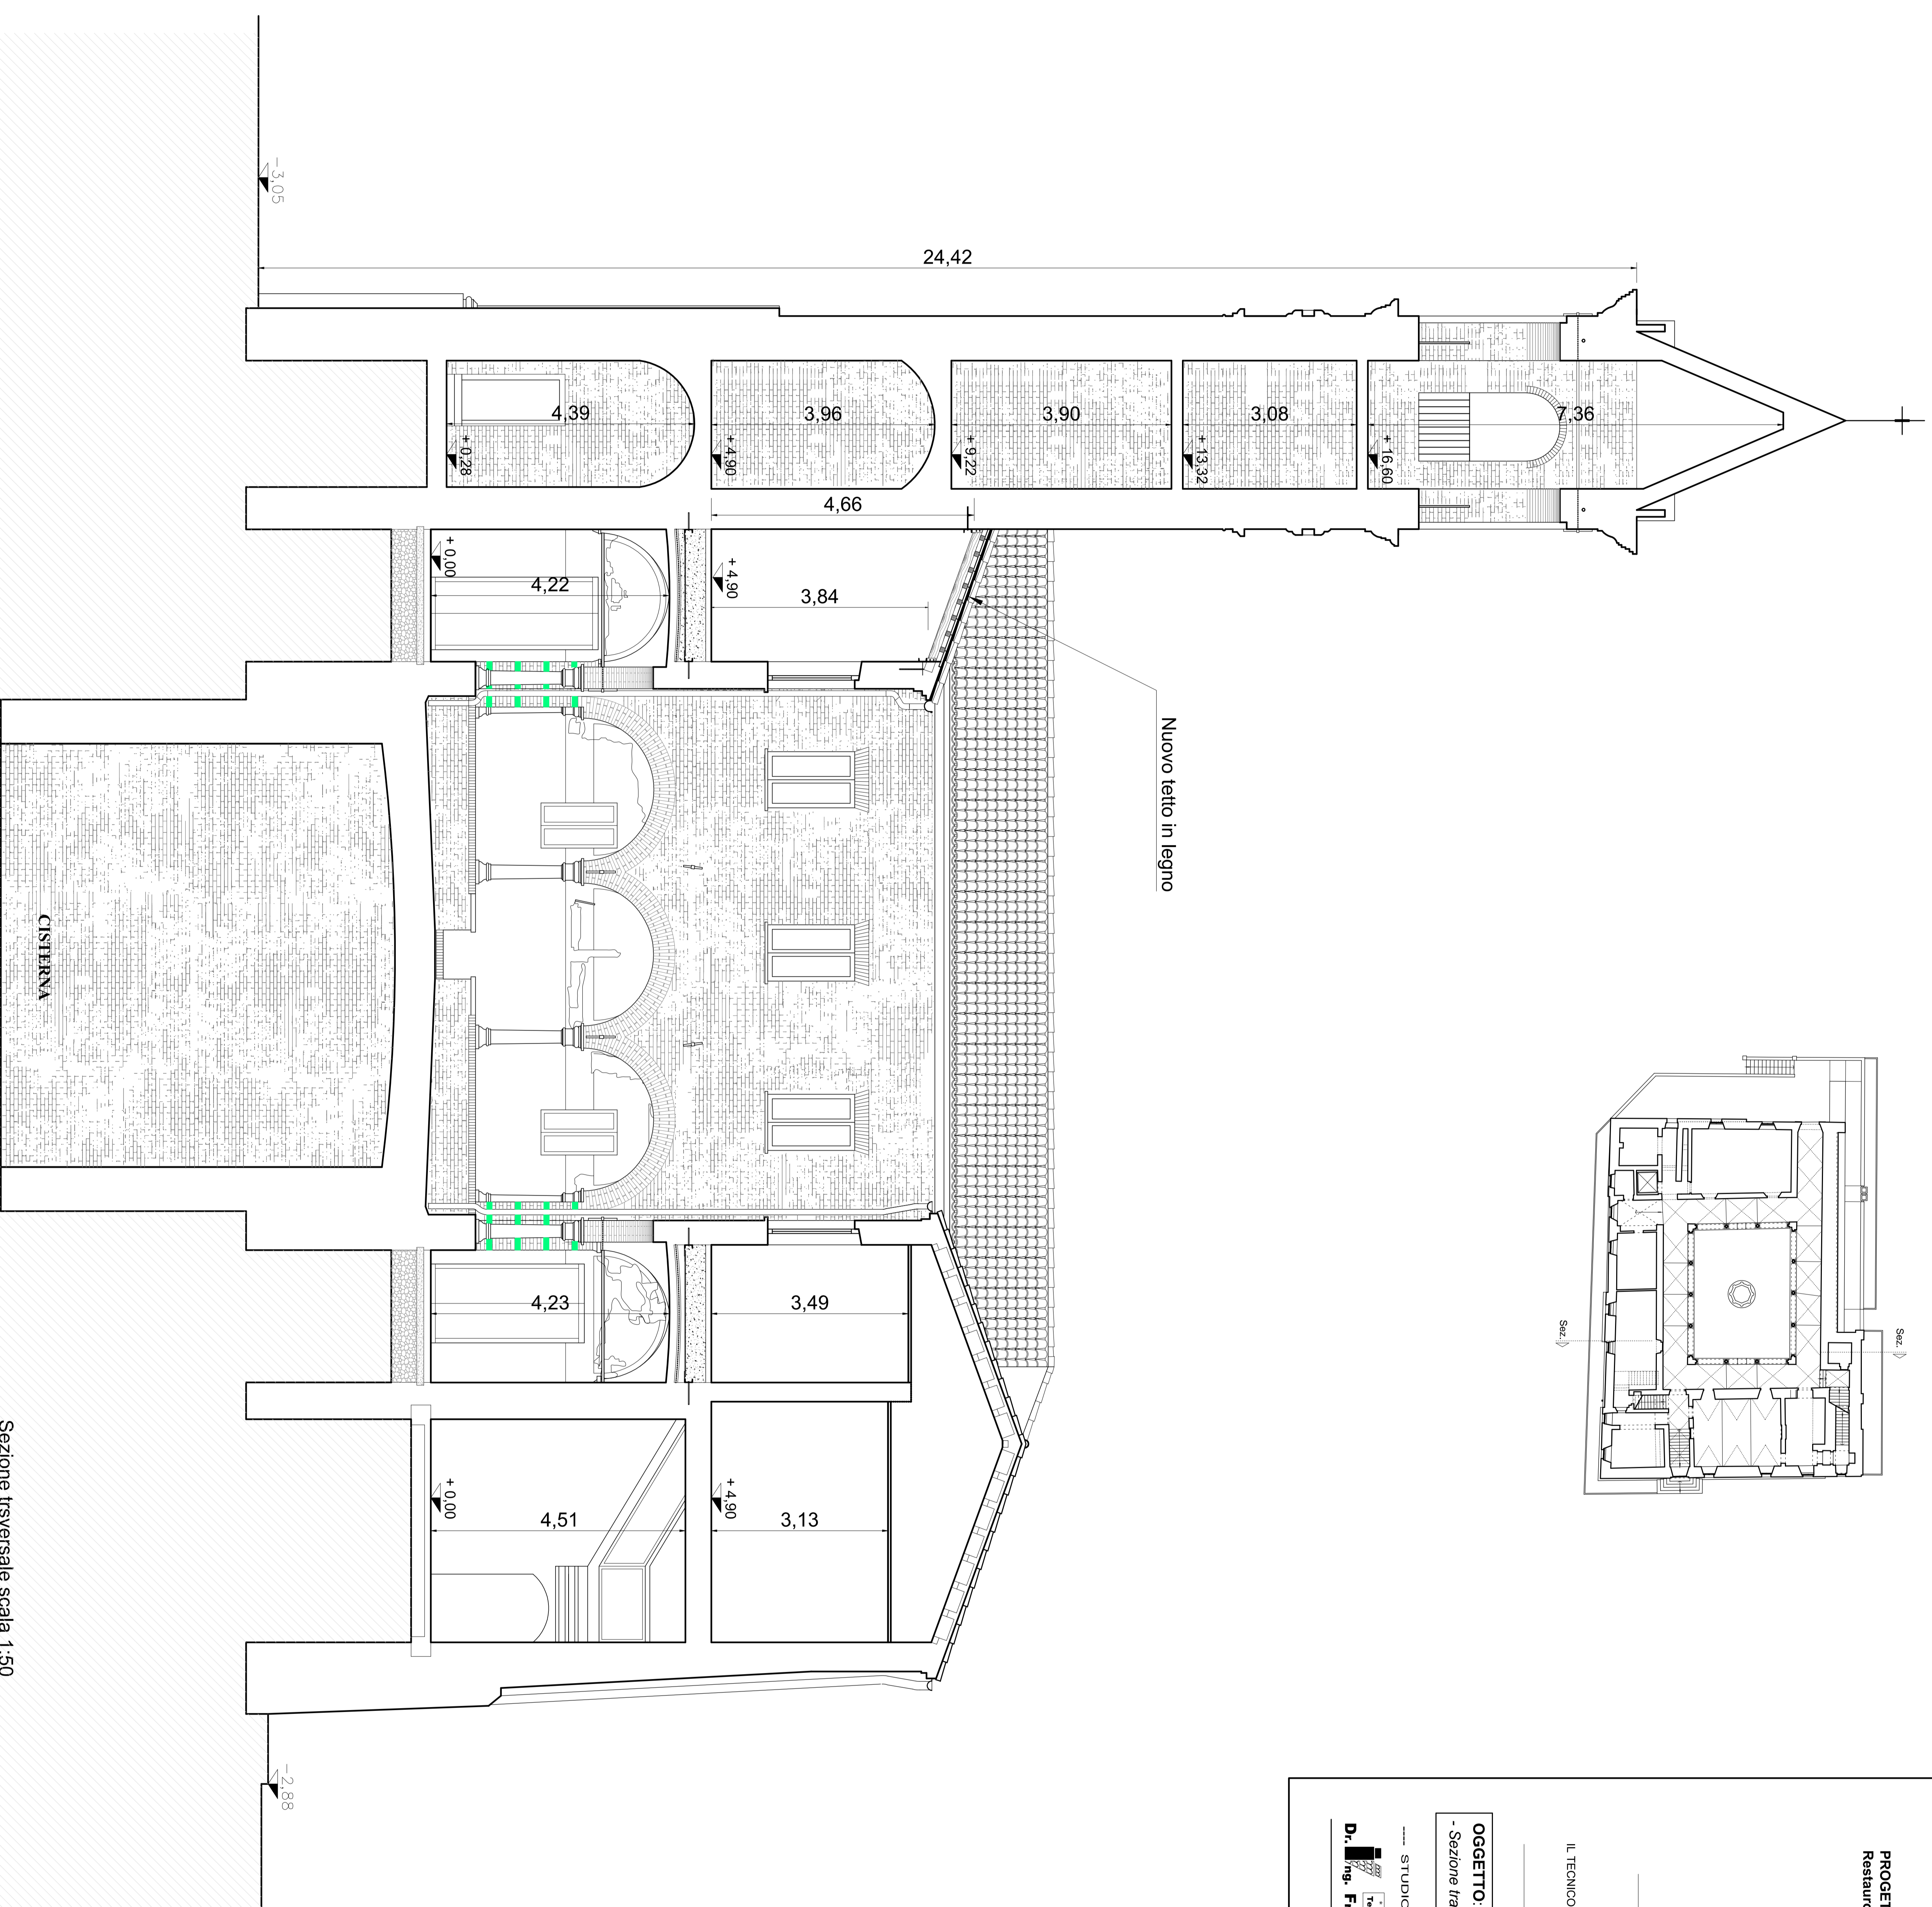 -3,05
24,42
4,39
+ 0,28
3,96
+ 4,90
3,90
+ 9,22
3,08
+ 13,32
7,36
+ 16,60
4,66
4,22
+ 0,00
3,84
+ 4,90
Nuovo tetto in legno
CISTERNA
4,23
3,49
4,51
+ 0,00
3,13
+ 4,90
-2,88
Sezione trsversale scala 1:50
Sez.
Sez.
Restauro
IL TECNICO
OGGETTO:
- Sezione
---- STUDIO
Dr. Ing.